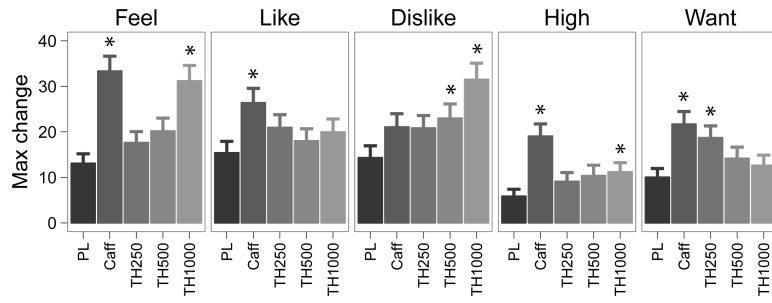 Feel Like Dislike High Want
Max change
40
30
20
10
0
* *
*
* *
* *
* *
PL Caff TH250 TH500 TH1000
PL Caff TH250 TH500 TH1000
PL Caff TH250 TH500 TH1000
PL Caff TH250 TH500 TH1000
PL Caff TH250 TH500 TH1000